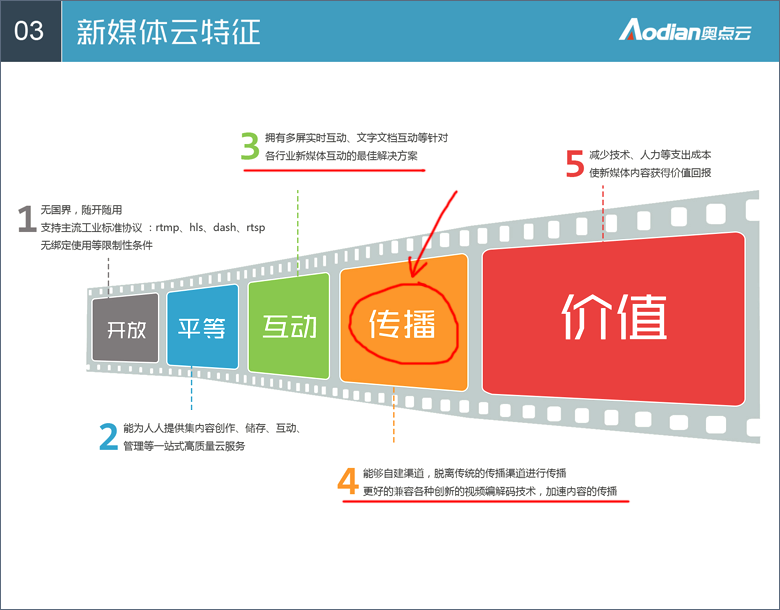 03
新媒体云特征
Aodian奥点云
3
拥有多屏实时互动、文字文档互动等针对
各行业新媒体互动的最佳解决方案
5
减少技术、人力等支出成本
使新媒体内容获得价值回报
1
无国界，随开随用
支持主流工业标准协议 ：rtmp、hls、dash、rtsp
无绑定使用等限制性条件
开放
平等
互动
传播
价值
2
能为人人提供集内容创作、储存、互动、
管理等一站式高质量云服务
4
能够自建渠道，脱离传统的传播渠道进行传播
更好的兼容各种创新的视频编解码技术，加速内容的传播